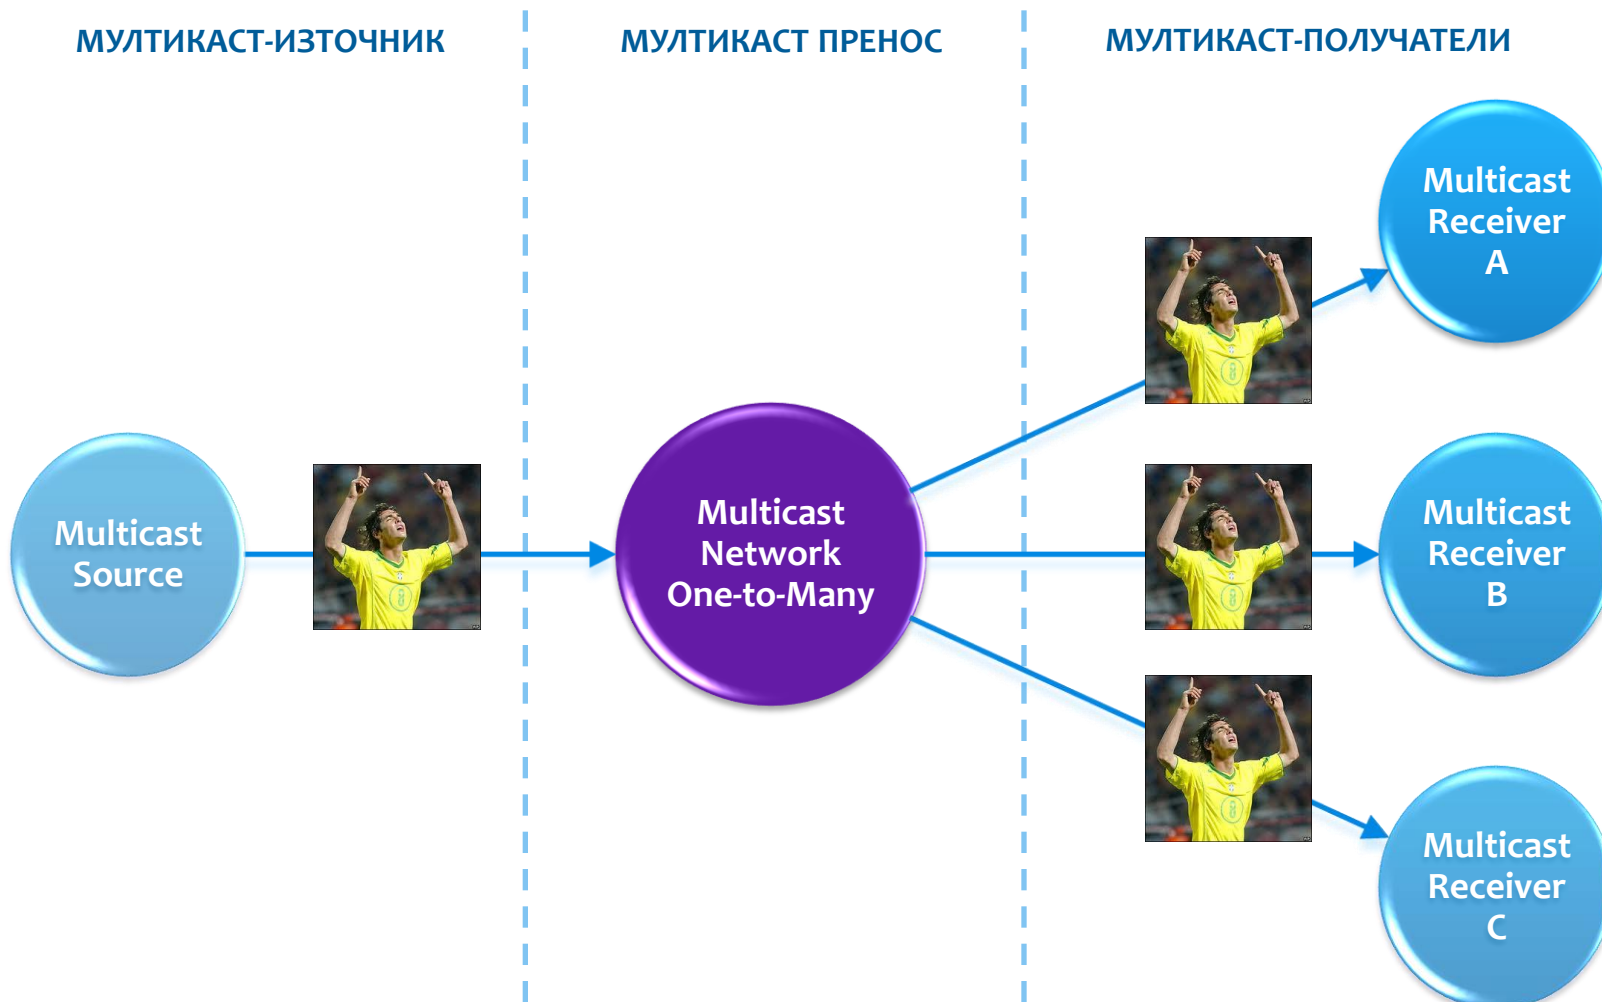 МУЛТИКАСТ-ИЗТОЧНИК
МУЛТИКАСТ ПРЕНОС
МУЛТИКАСТ-ПОЛУЧАТЕЛИ
Multicast
Source
Multicast
Network
One-to-Many
Multicast
Receiver
A
Multicast
Receiver
B
Multicast
Receiver
C